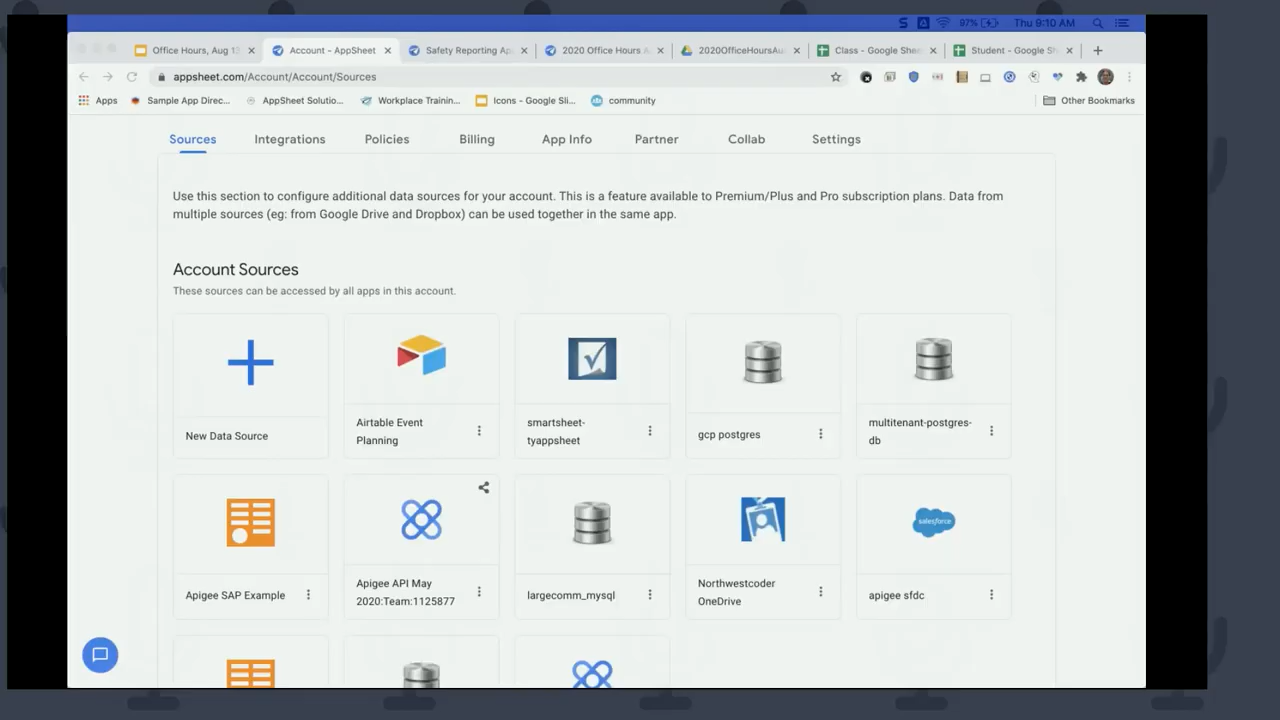 97% Thu 9:10 AM
Office Hours, Aug 1
Account - AppSheet
Safety Reporting Ap
2020 Office Hours A
2020OfficeHoursAu
Class - Google She
Student - Google Sh
appsheet.com/Account/Account/Sources
Apps
Sample App Direc...
AppSheet Solutio...
Workplace Trainin...
Icons - Google Sli...
community
Other Bookmarks
Sources
Integrations
Policies
Billing
App Info
Partner
Collab
Settings
Use this section to configure additional data sources for your account. This is a feature available to Premium/Plus and Pro subscription plans. Data from
multiple sources (eg: from Google Drive and Dropbox) can be used together in the same app.
Account Sources
These sources can be accessed by all apps in this account.
New Data Source
Airtable Event
Planning
smartsheet-
tyappsheet
gcp postgres
multitenant-postgres-
db
Apigee SAP Example
Apigee API May
2020:Team:1125877
largecomm_mysql
Northwestcoder
OneDrive
salesforce
apigee sfdc